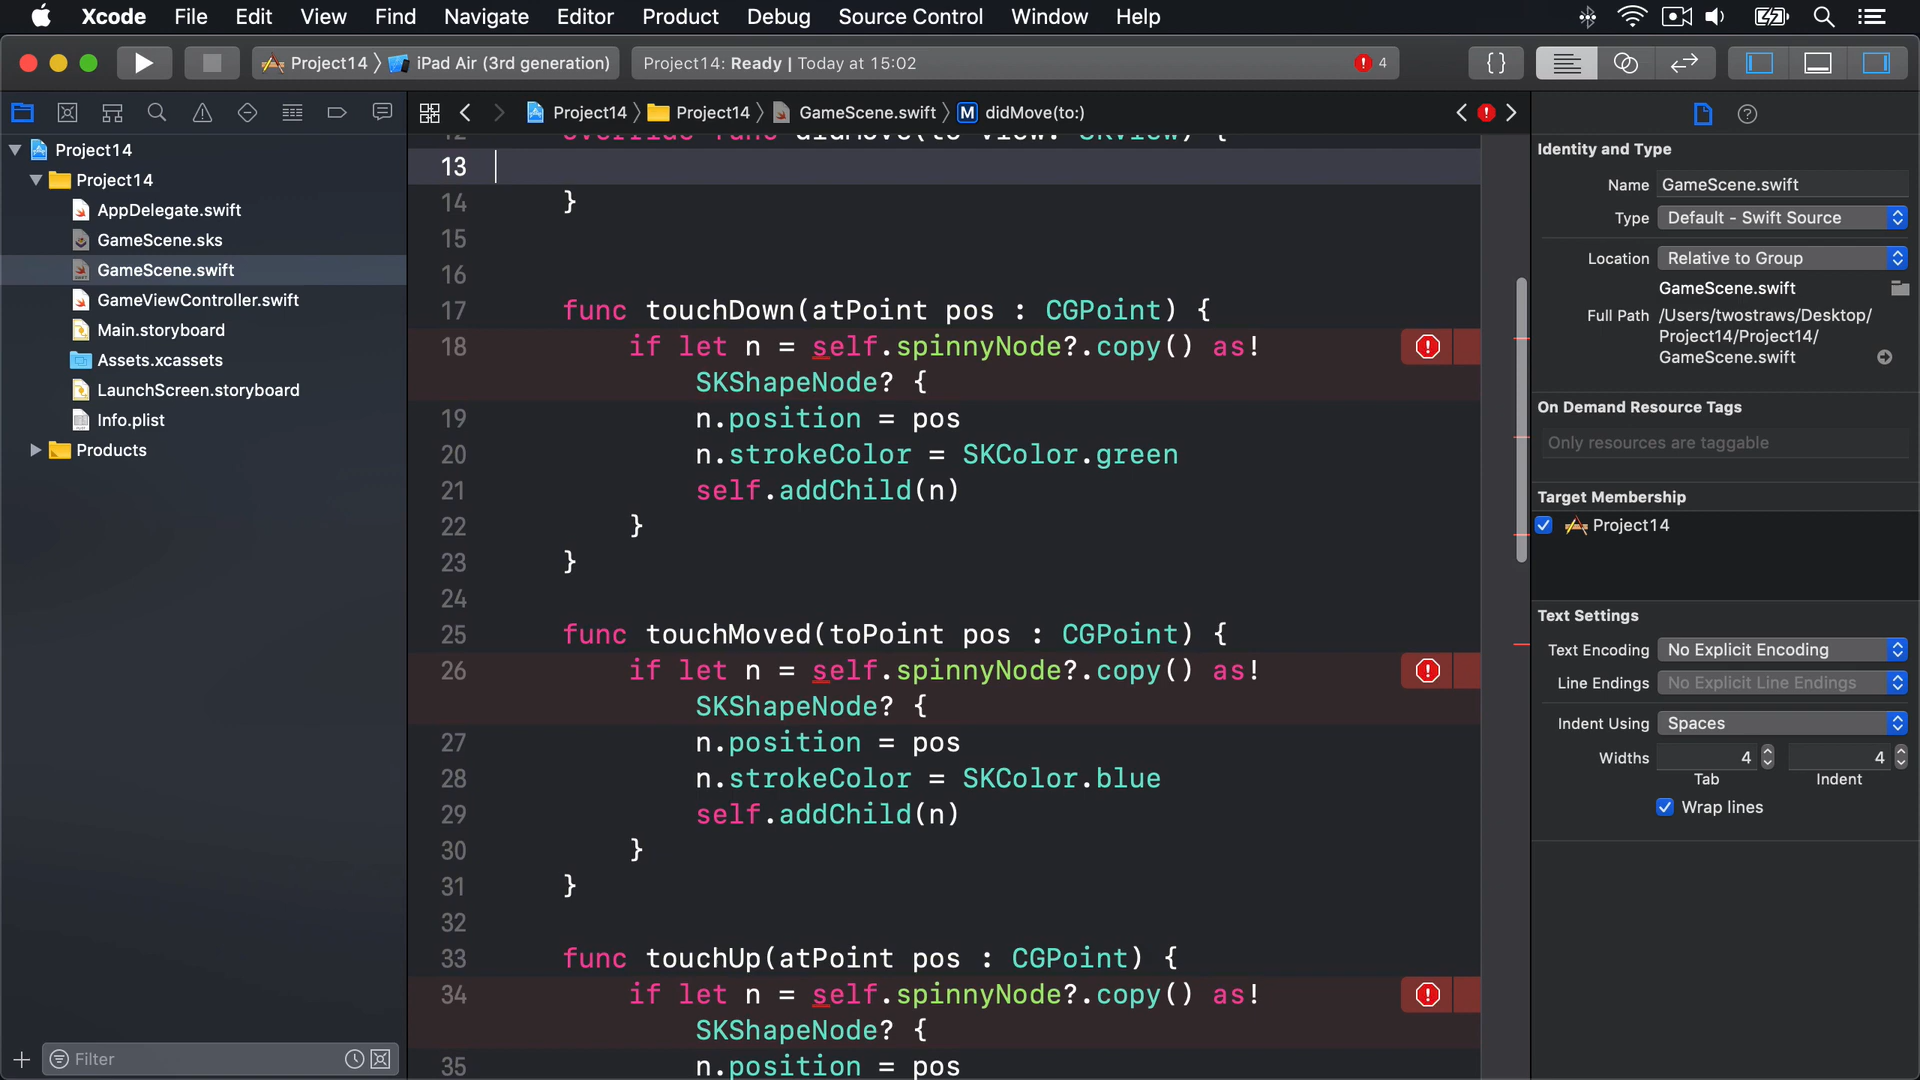 Xcode File Edit View Find Navigate Editor Product Debug Source Control Window Help
Project14 iPad Air (3rd generation)
Project14: Ready | Today at 15:02
4
Project14
Project14
AppDelegate.swift
GameScene.sks
GameScene.swift
GameViewController.swift
Main.storyboard
Assets.xcassets
LaunchScreen.storyboard
Info.plist
Products
Filter
Project14 Project14 GameScene.swift M didMove(to:)
12 override func didMove(to view: SKView) {
13
14 }
15
16
17 func touchDown(atPoint pos : CGPoint) {
18 if let n = self.spinnyNode?.copy() as!
SKShapeNode? {
19 n.position = pos
20 n.strokeColor = SKColor.green
21 self.addChild(n)
22 }
23 }
24
25 func touchMoved(toPoint pos : CGPoint) {
26 if let n = self.spinnyNode?.copy() as!
SKShapeNode? {
27 n.position = pos
28 n.strokeColor = SKColor.blue
29 self.addChild(n)
30 }
31 }
32
33 func touchUp(atPoint pos : CGPoint) {
34 if let n = self.spinnyNode?.copy() as!
SKShapeNode? {
35 n.position = pos
Identity and Type
Name GameScene.swift
Type Default - Swift Source
Location Relative to Group
GameScene.swift
Full Path /Users/twostraws/Desktop/
Project14/Project14/
GameScene.swift
On Demand Resource Tags
Only resources are taggable
Target Membership
Project14
Text Settings
Text Encoding No Explicit Encoding
Line Endings No Explicit Line Endings
Indent Using Spaces
Widths 4 4
Tab Indent
Wrap lines